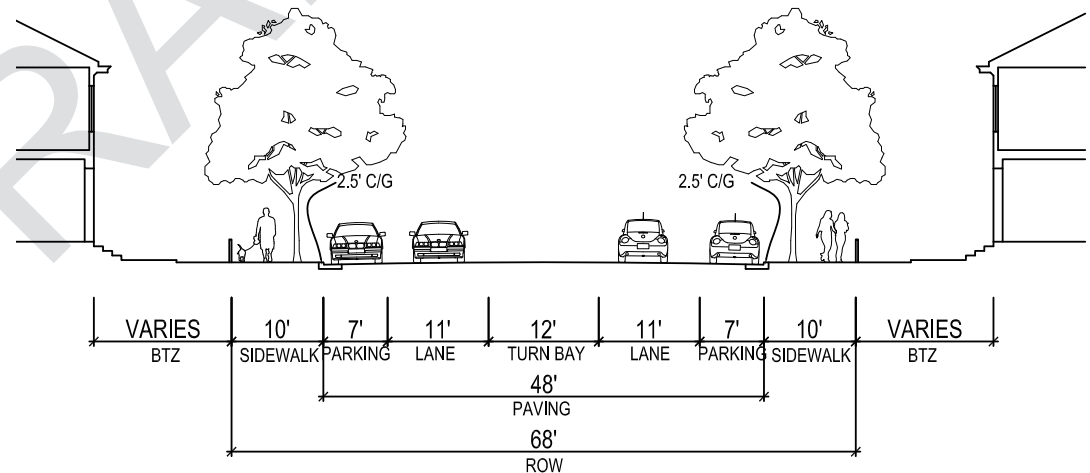 RA
2.5' C/G 2.5' C/G
VARIES 10' 7' 11' 12' 11' 7' 10' VARIES
BTZ SIDEWALK PARKING LANE TURN BAY LANE PARKING SIDEWALK BTZ
48'
PAVING
68'
ROW